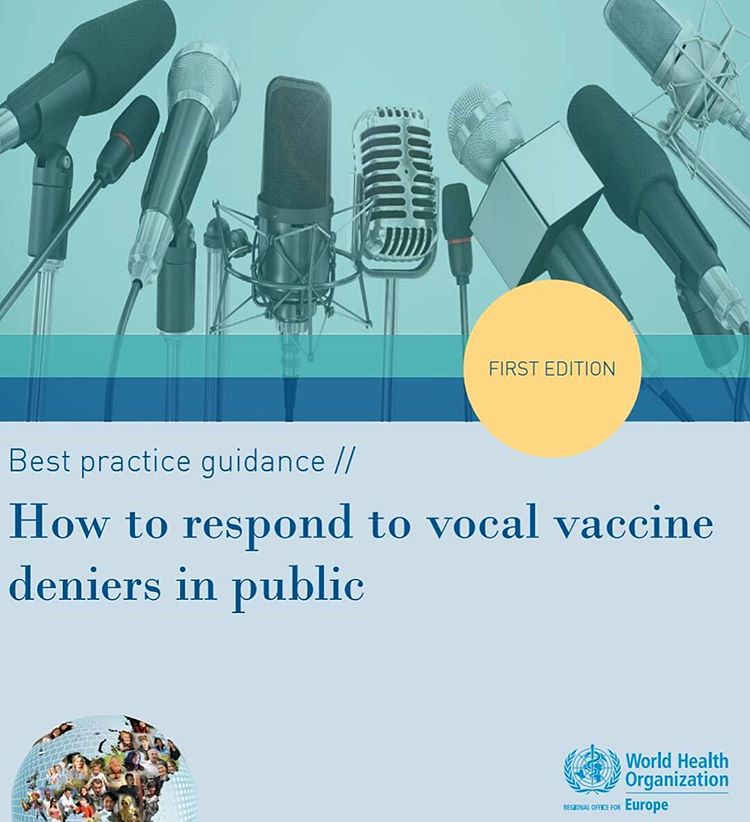 FIRST EDITION
Best practice guidance //
How to respond to vocal vaccine
deniers in public
World Health
Organization
REGIONAL OFFICE FOR Europe